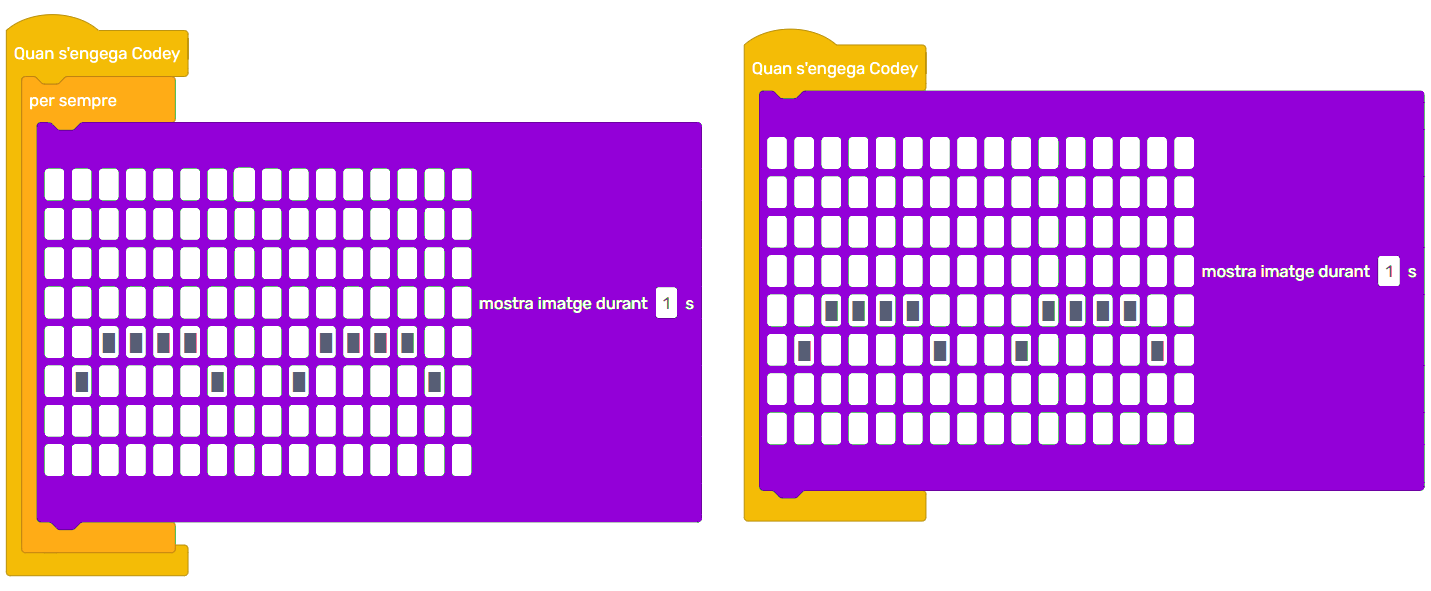 Quan s'engega Codey
per sempre
mostra imatge durant 1 s
Quan s'engega Codey
mostra imatge durant 1 s